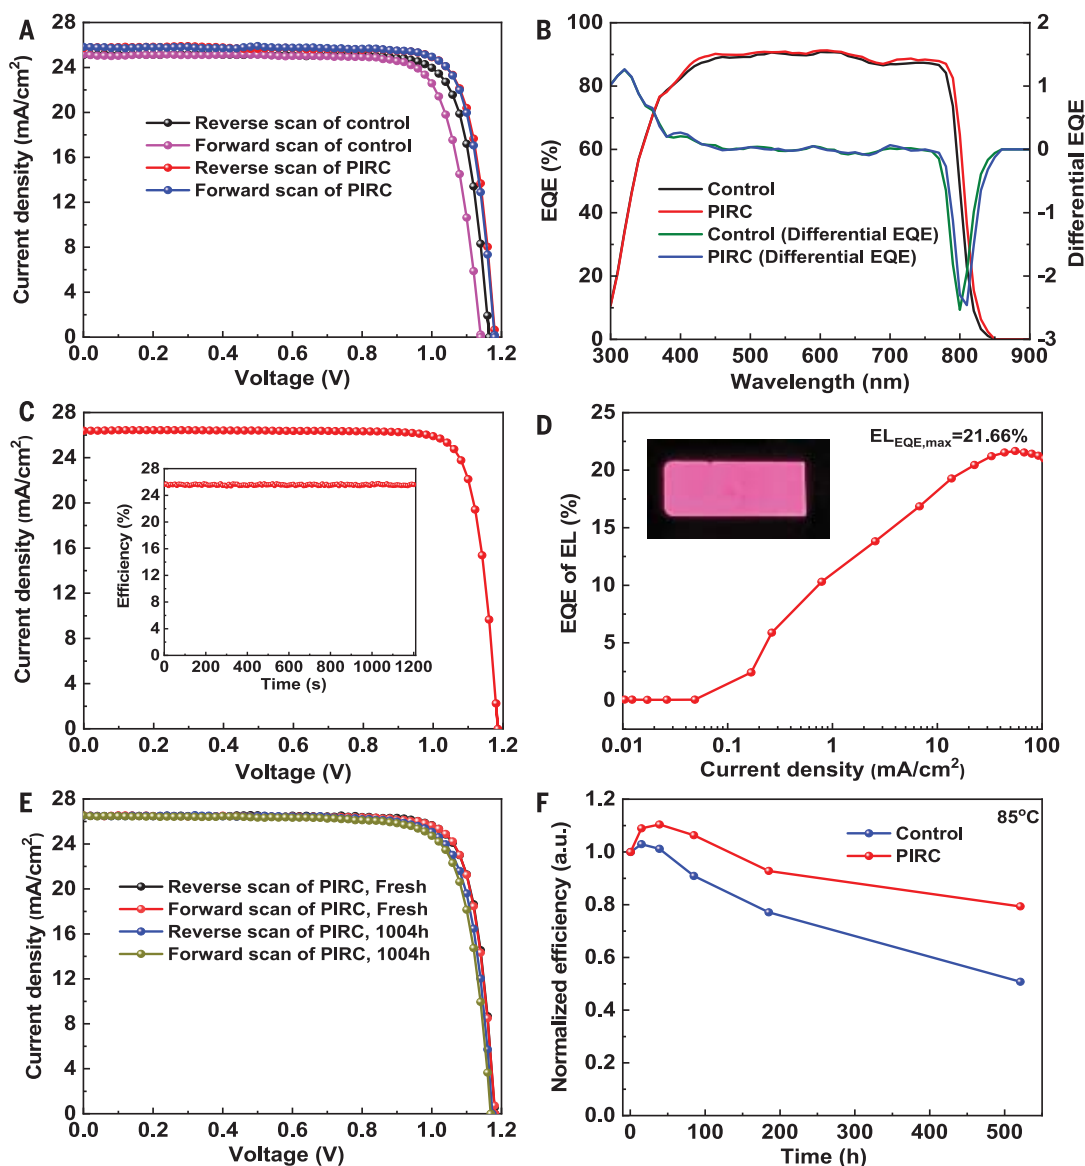 A
Current density (mA/cm²)
28
24
20
16
12
8
4
0
Reverse scan of control
Forward scan of control
Reverse scan of PIRC
Forward scan of PIRC
0.0 0.2 0.4 0.6 0.8 1.0 1.2
Voltage (V)
B
EQE (%)
100
80
60
40
20
0
Control
PIRC
Control (Differential EQE)
PIRC (Differential EQE)
2
1
0
-1
-2
-3
Differential EQE
300 400 500 600 700 800 900
Wavelength (nm)
C
Current density (mA/cm²)
28
24
20
16
12
8
4
0
Efficiency (%)
28
24
20
16
12
8
4
0
0 200 400 600 800 1000 1200
Time (s)
0.0 0.2 0.4 0.6 0.8 1.0 1.2
Voltage (V)
D
EQE of EL (%)
25
20
15
10
5
0
EL_EQE,max=21.66%
0.01 0.1 1 10 100
Current density (mA/cm²)
E
Current density (mA/cm²)
28
24
20
16
12
8
4
0
Reverse scan of PIRC, Fresh
Forward scan of PIRC, Fresh
Reverse scan of PIRC, 1004h
Forward scan of PIRC, 1004h
0.0 0.2 0.4 0.6 0.8 1.0 1.2
Voltage (V)
F
Normalized efficiency (a.u.)
1.2
1.0
0.8
0.6
0.4
0.2
0.0
85°C
Control
PIRC
0 100 200 300 400 500
Time (h)